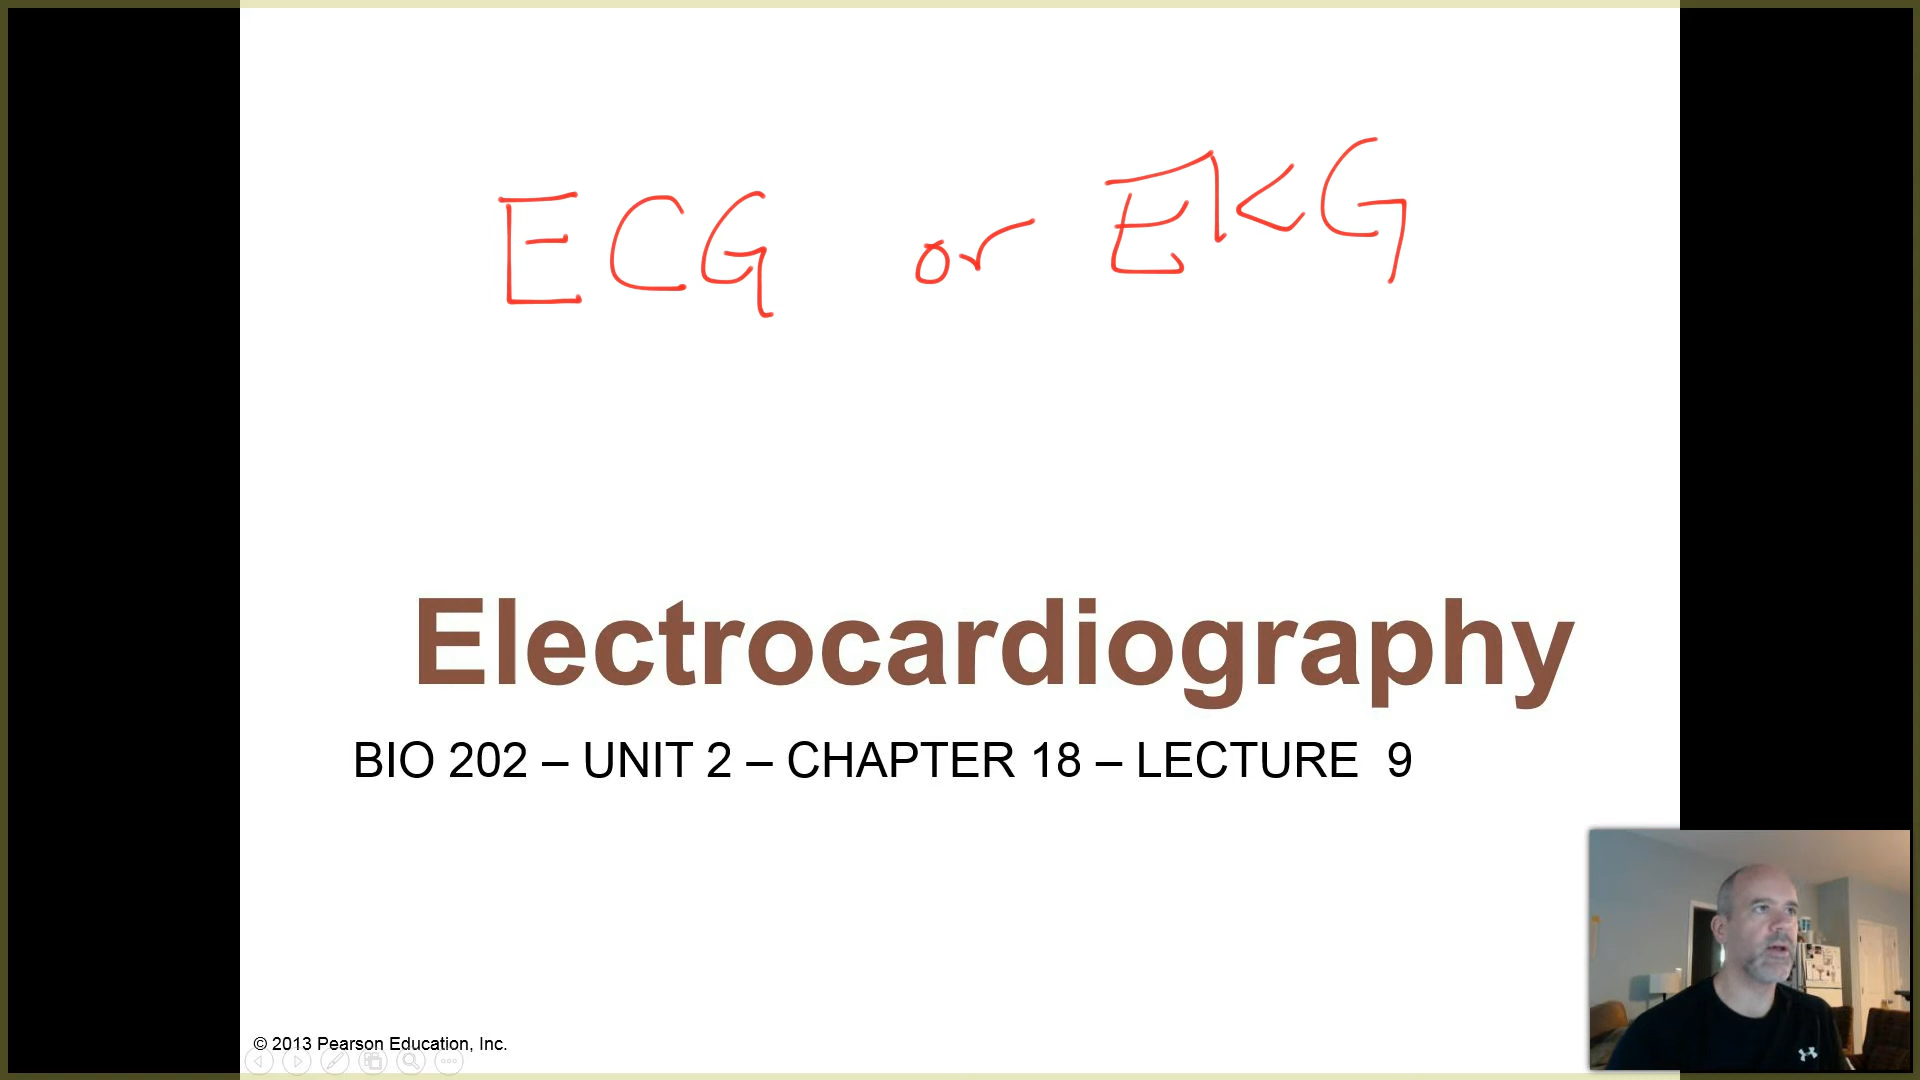 ECG or EKG
Electrocardiography
BIO 202 – UNIT 2 – CHAPTER 18 – LECTURE 9
© 2013 Pearson Education, Inc.